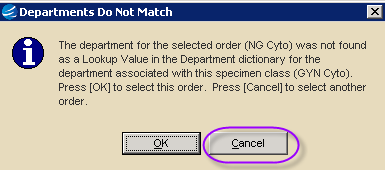 Departments Do Not Match
The department for the selected order (NG Cyto) was not found
as a Lookup Value in the Department dictionary for the
department associated with this specimen class (GYN Cyto).
Press [OK] to select this order.  Press [Cancel] to select another
order.
OK
Cancel